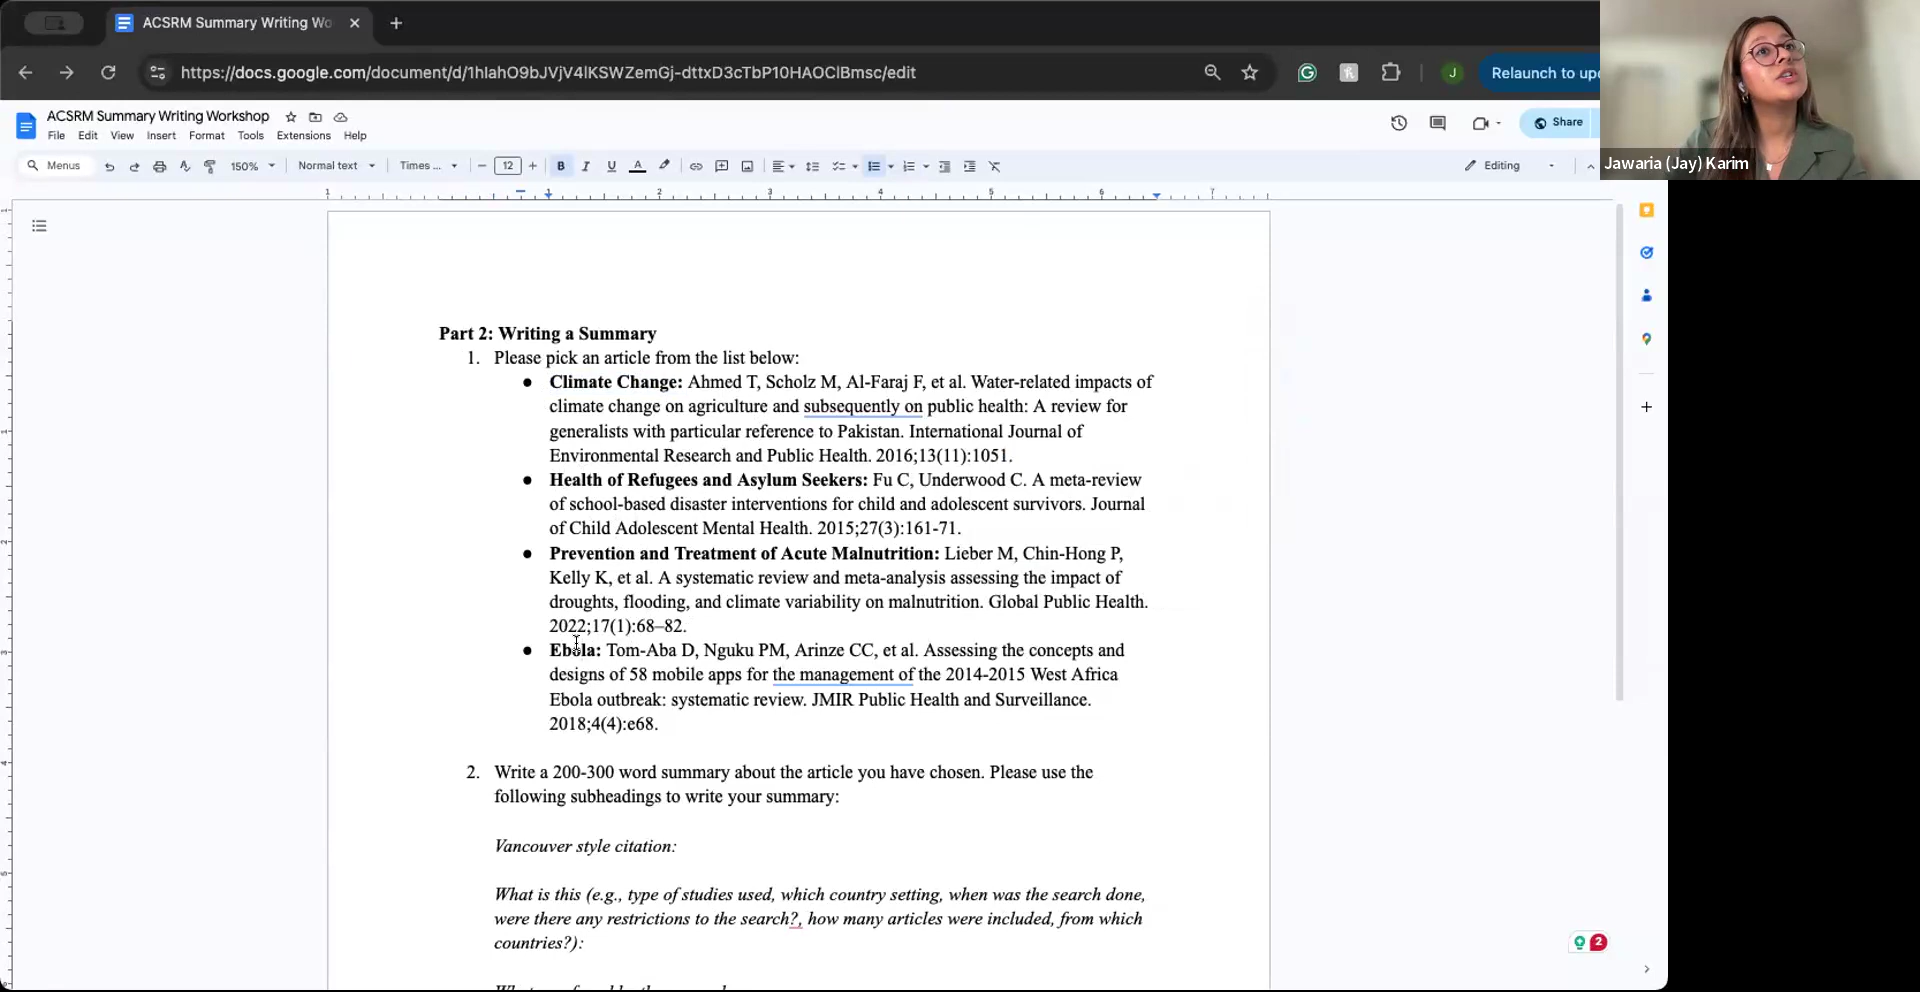 ACSRM Summary Writing Wo
https://docs.google.com/document/d/1hIahO9bJVjV4lKSWZemGj-dttxD3cTbP10HAOClBmsc/edit
J
Relaunch to up
ACSRM Summary Writing Workshop
File Edit View Insert Format Tools Extensions Help
Share
Jawaria (Jay) Karim
Menus 150% Normal text Times ... 12 B I U A Editing
1 1 2 3 4 5 6 7
Part 2: Writing a Summary
1. Please pick an article from the list below:
● Climate Change: Ahmed T, Scholz M, Al-Faraj F, et al. Water-related impacts of
climate change on agriculture and subsequently on public health: A review for
generalists with particular reference to Pakistan. International Journal of
Environmental Research and Public Health. 2016;13(11):1051.
● Health of Refugees and Asylum Seekers: Fu C, Underwood C. A meta-review
of school-based disaster interventions for child and adolescent survivors. Journal
of Child Adolescent Mental Health. 2015;27(3):161-71.
● Prevention and Treatment of Acute Malnutrition: Lieber M, Chin-Hong P,
Kelly K, et al. A systematic review and meta-analysis assessing the impact of
droughts, flooding, and climate variability on malnutrition. Global Public Health.
2022;17(1):68–82.
● Ebola: Tom-Aba D, Nguku PM, Arinze CC, et al. Assessing the concepts and
designs of 58 mobile apps for the management of the 2014-2015 West Africa
Ebola outbreak: systematic review. JMIR Public Health and Surveillance.
2018;4(4):e68.
2. Write a 200-300 word summary about the article you have chosen. Please use the
following subheadings to write your summary:
Vancouver style citation:
What is this (e.g., type of studies used, which country setting, when was the search done,
were there any restrictions to the search?, how many articles were included, from which
countries?):
2